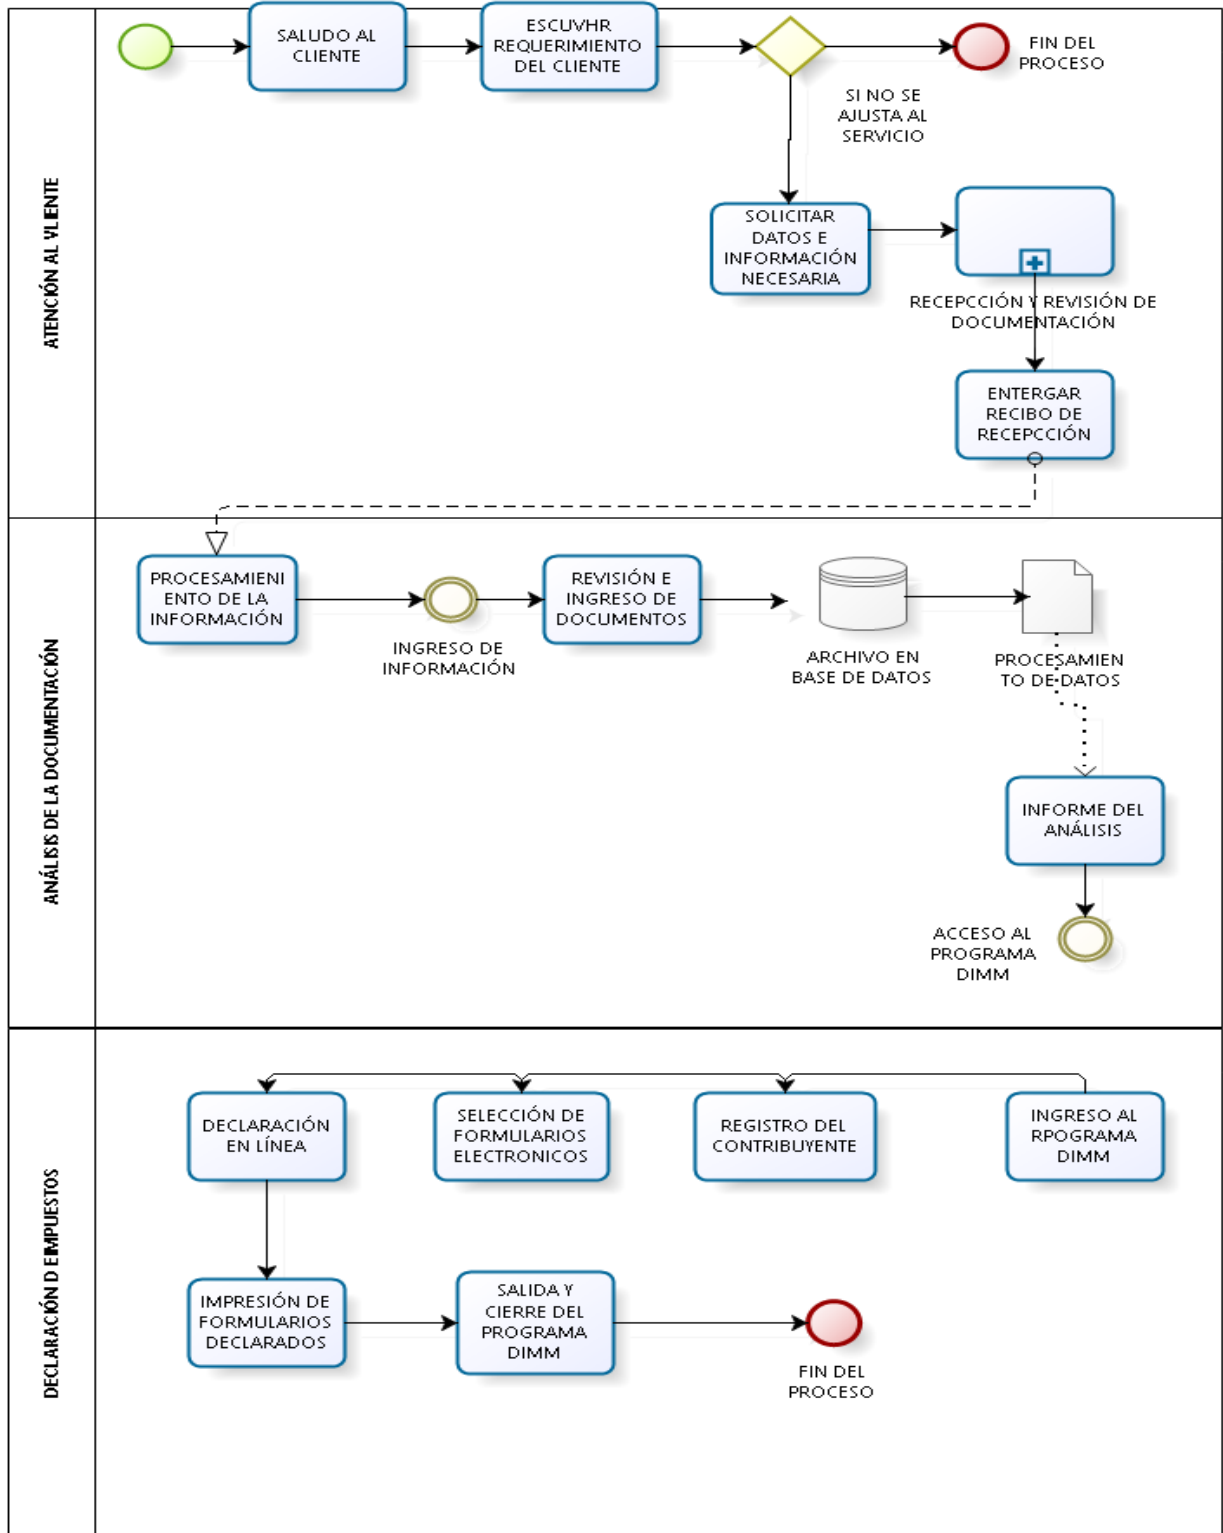 ATENCIÓN AL VLIENTE
SALUDO AL
CLIENTE
ESCUVHR
REQUERIMIENTO
DEL CLIENTE
FIN DEL
PROCESO
SI NO SE
AJUSTA AL
SERVICIO
SOLICITAR
DATOS E
INFORMACIÓN
NECESARIA
RECEPCCIÓN Y REVISIÓN DE
DOCUMENTACIÓN
ENTERGAR
RECIBO DE
RECEPCCIÓN
ANÁLISIS DE LA DOCUMENTACIÓN
PROCESAMIENI
ENTO DE LA
INFORMACIÓN
INGRESO DE
INFORMACIÓN
REVISIÓN E
INGRESO DE
DOCUMENTOS
ARCHIVO EN
BASE DE DATOS
PROCESAMIEN
TO DE DATOS
INFORME DEL
ANÁLISIS
ACCESO AL
PROGRAMA
DIMM
DECLARACIÓN D EIMPUESTOS
DECLARACIÓN
EN LÍNEA
SELECCIÓN DE
FORMULARIOS
ELECTRONICOS
REGISTRO DEL
CONTRIBUYENTE
INGRESO AL
RPOGRAMA
DIMM
IMPRESIÓN DE
FORMULARIOS
DECLARADOS
SALIDA Y
CIERRE DEL
PROGRAMA
DIMM
FIN DEL
PROCESO